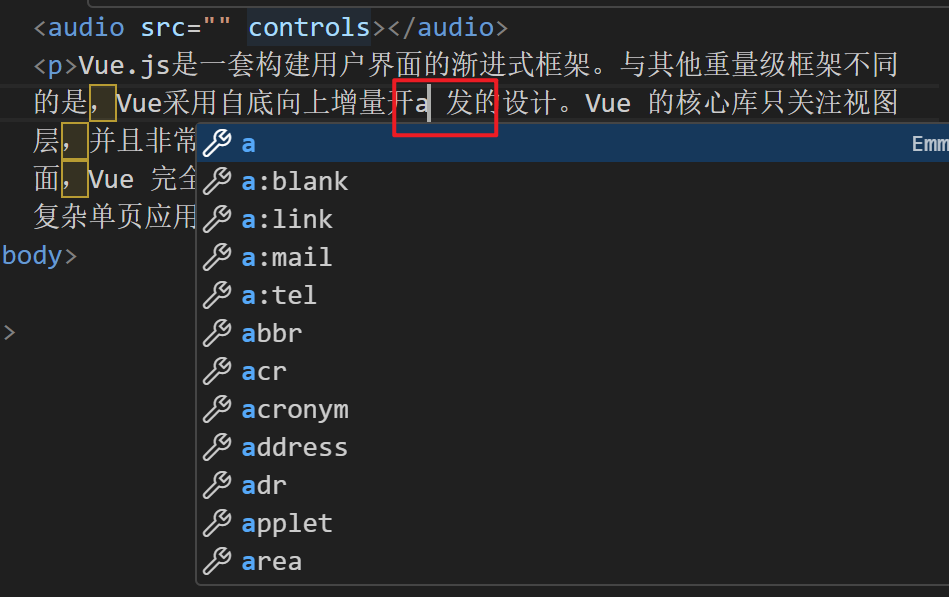 <audio src="" controls></audio>
<p>Vue.js是一套构建用户界面的渐进式框架。与其他重量级框架不同
的是，Vue采用自底向上增量开a 发的设计。Vue 的核心库只关注视图
层，并且非常
面，Vue 完全
复杂单页应用
body>
>
a Emm
a:blank
a:link
a:mail
a:tel
abbr
acr
acronym
address
adr
applet
area